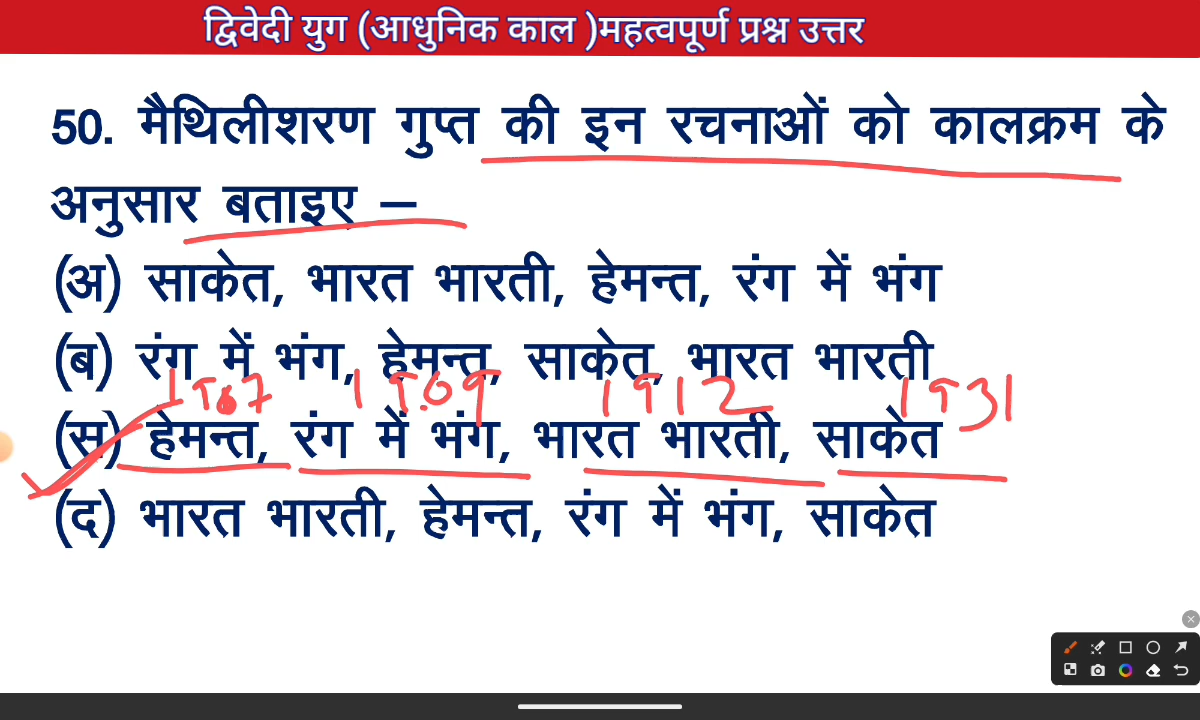 द्विवेदी युग (आधुनिक काल )महत्वपूर्ण प्रश्न उत्तर
50. मैथिलीशरण गुप्त की इन रचनाओं को कालक्रम के
अनुसार बताइए –
(अ) साकेत, भारत भारती, हेमन्त, रंग में भंग
(ब) रंग में भंग, हेमन्त, साकेत, भारत भारती
1907 1909 1912 1931
(स) हेमन्त, रंग में भंग, भारत भारती, साकेत
(द) भारत भारती, हेमन्त, रंग में भंग, साकेत